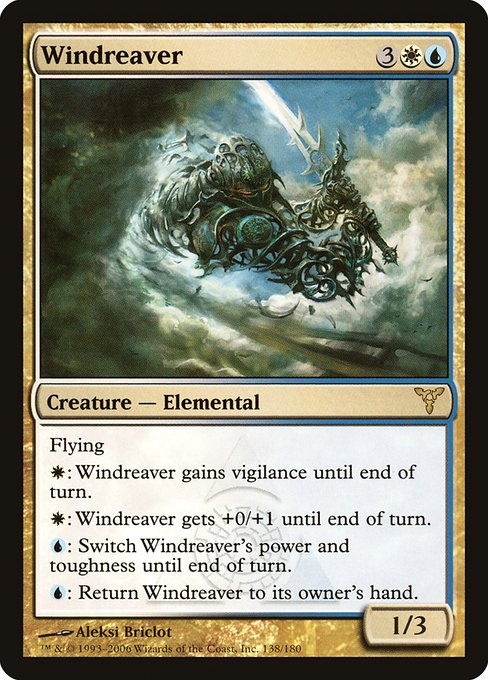 Windreaver 3
Creature — Elemental
Flying
: Windreaver gains vigilance until end of
turn.
: Windreaver gets +0/+1 until end of turn.
: Switch Windreaver's power and
toughness until end of turn.
: Return Windreaver to its owner's hand.
1/3
Aleksi Briclot
™ & © 1993–2006 Wizards of the Coast, Inc. 138/180